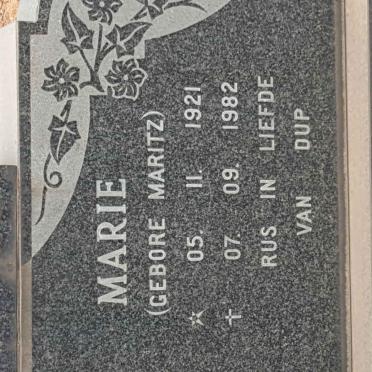 MARIE
(GEBORE MARITZ)
☆ 05. 11. 1921
✝ 07. 09. 1982
RUS IN LIEFDE
VAN DUP